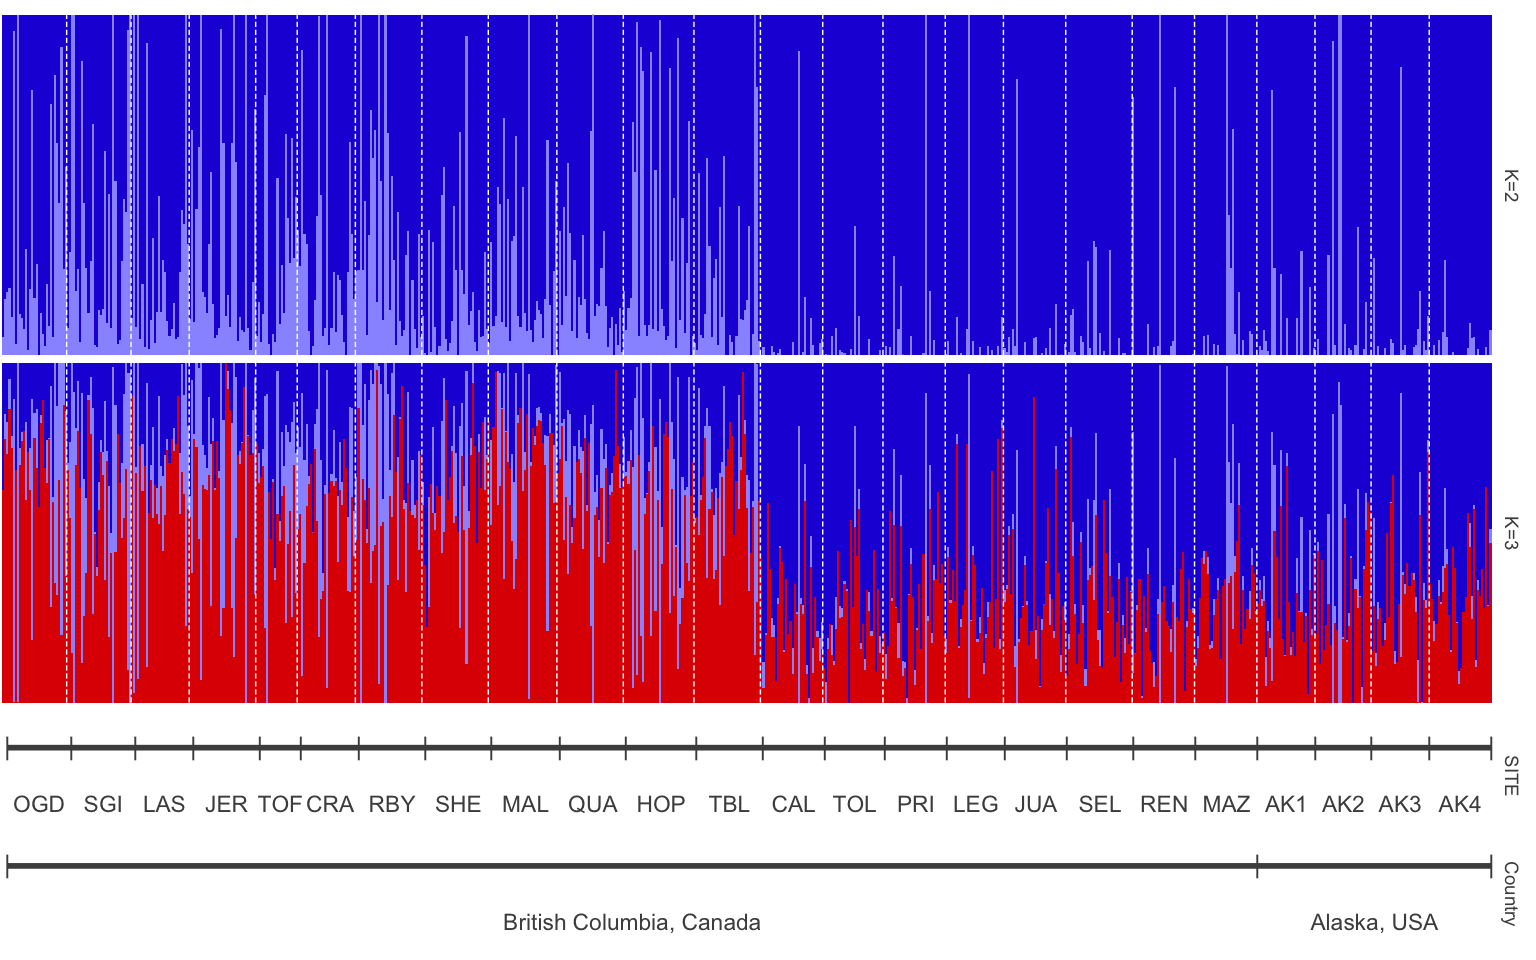 K=2
K=3
SITE
OGD SGI LAS JER TOF CRA RBY SHE MAL QUA HOP TBL CAL TOL PRI LEG JUA SEL REN MAZ AK1 AK2 AK3 AK4
Country
British Columbia, Canada Alaska, USA